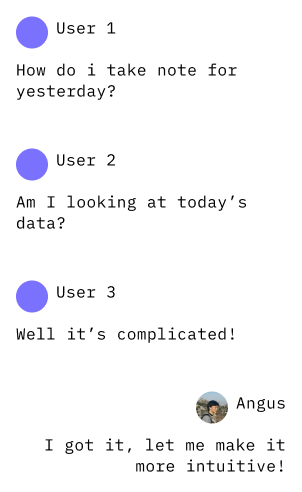 User 1
How do i take note for
yesterday?
User 2
Am I looking at today’s
data?
User 3
Well it’s complicated!
Angus
I got it, let me make it
more intuitive!